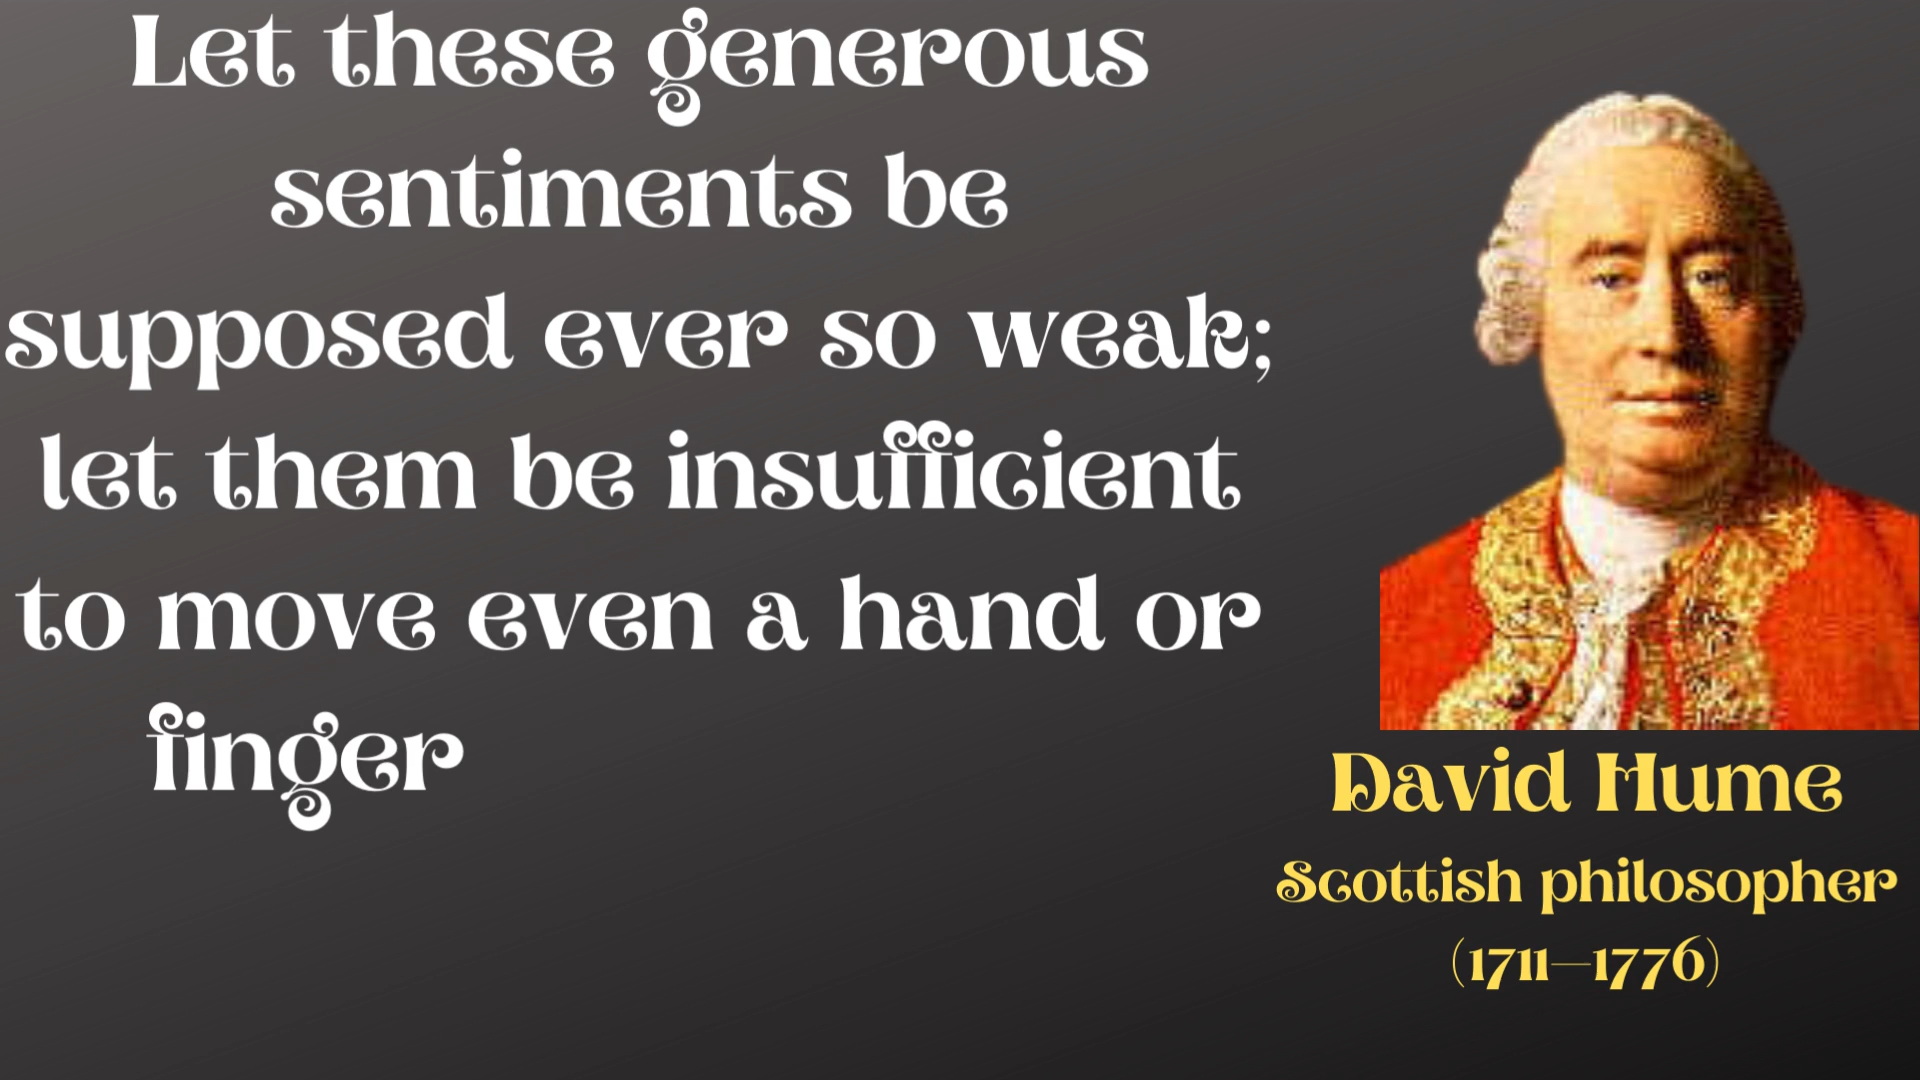 Let these generous
sentiments be
supposed ever so weak;
let them be insufficient
to move even a hand or
finger
David Hume
Scottish philosopher
(1711—1776)